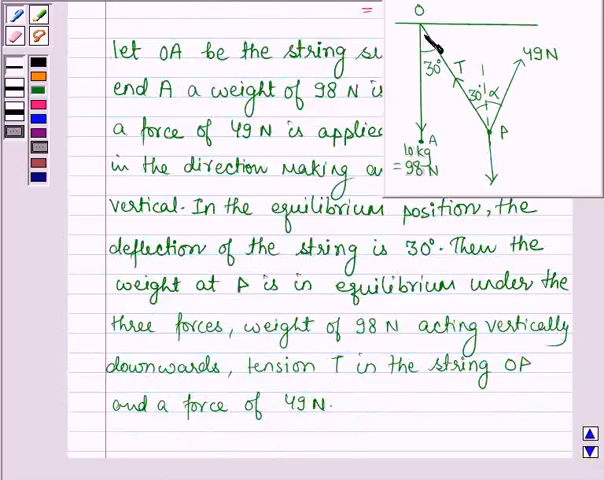 =
O
let OA be the string su
49N
30° T
end A a weight of 98 N is
30° α
a force of 49 N is applied
P
A
10 kg
= 98 N
in the direction making a
vertical. In the equilibrium position, the
deflection of the string is 30°. Then the
weight at P is in equilibrium under the
three forces, weight of 98 N acting vertically
downwards, tension T in the string OP
and a force of 49 N.